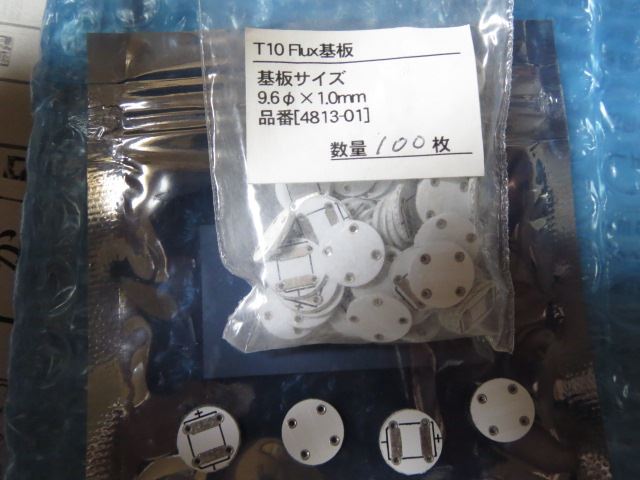 T10 Flux基板
基板サイズ
9.6φ×1.0mm
品番[4813-01]
数量 100枚
+
+